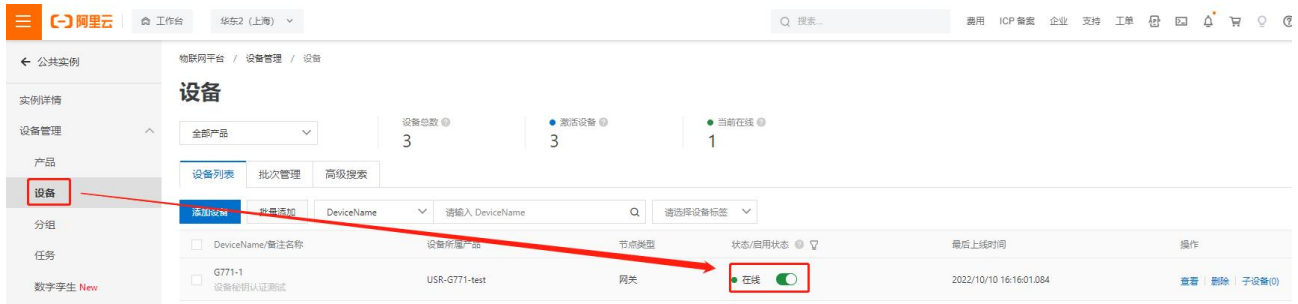 阿里云 工作台 华东2（上海） 搜索... 费用 ICP 备案 企业 支持 工单
公共实例
物联网平台 / 设备管理 / 设备
设备
实例详情
设备管理
产品
设备
分组
任务
数字孪生 New
全部产品
设备总数
3
激活设备
3
当前在线
1
设备列表 批次管理 高级搜索
添加设备 批量添加 DeviceName 请输入 DeviceName 请选择设备标签
DeviceName/备注名称 设备所属产品 节点类型 状态/启用状态 最后上线时间 操作
G771-1
设备秘钥认证测试
USR-G771-test 网关 在线 2022/10/10 16:16:01.084 查看 删除 子设备(0)